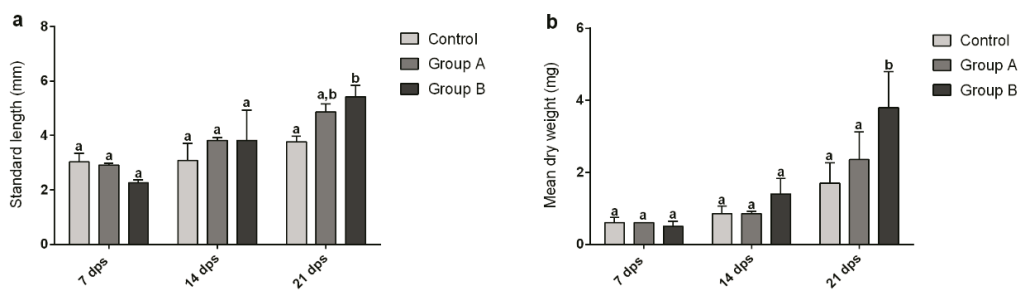 a
Standard length (mm)
8
6
4
2
0
a a a
a a a
a a,b b
7 dps 14 dps 21 dps
Control
Group A
Group B
b
Mean dry weight (mg)
6
4
2
0
a a a
a a a
a a b
7 dps 14 dps 21 dps
Control
Group A
Group B